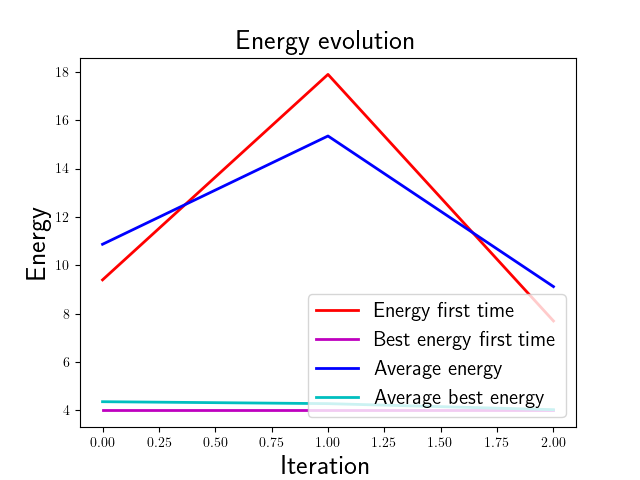 Energy evolution
Energy
18
16
14
12
10
8
6
4
Energy first time
Best energy first time
Average energy
Average best energy
0.00 0.25 0.50 0.75 1.00 1.25 1.50 1.75 2.00
Iteration